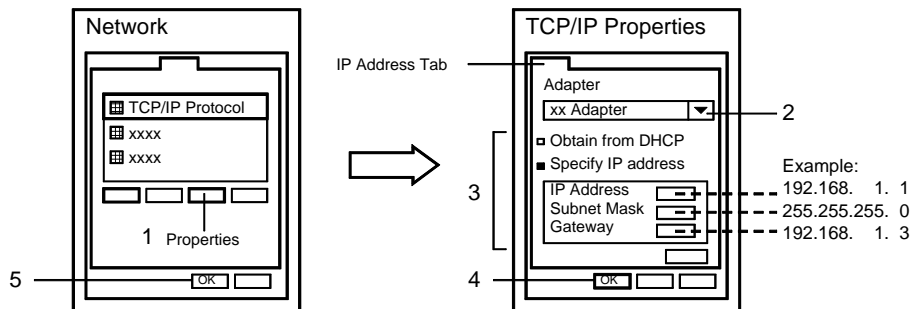 Network
TCP/IP Protocol
xxxx
xxxx
1 Properties
5
OK
TCP/IP Properties
IP Address Tab
Adapter
xx Adapter
2
3
Obtain from DHCP
Specify IP address
IP Address
Subnet Mask
Gateway
Example:
192.168. 1. 1
255.255.255. 0
192.168. 1. 3
4
OK